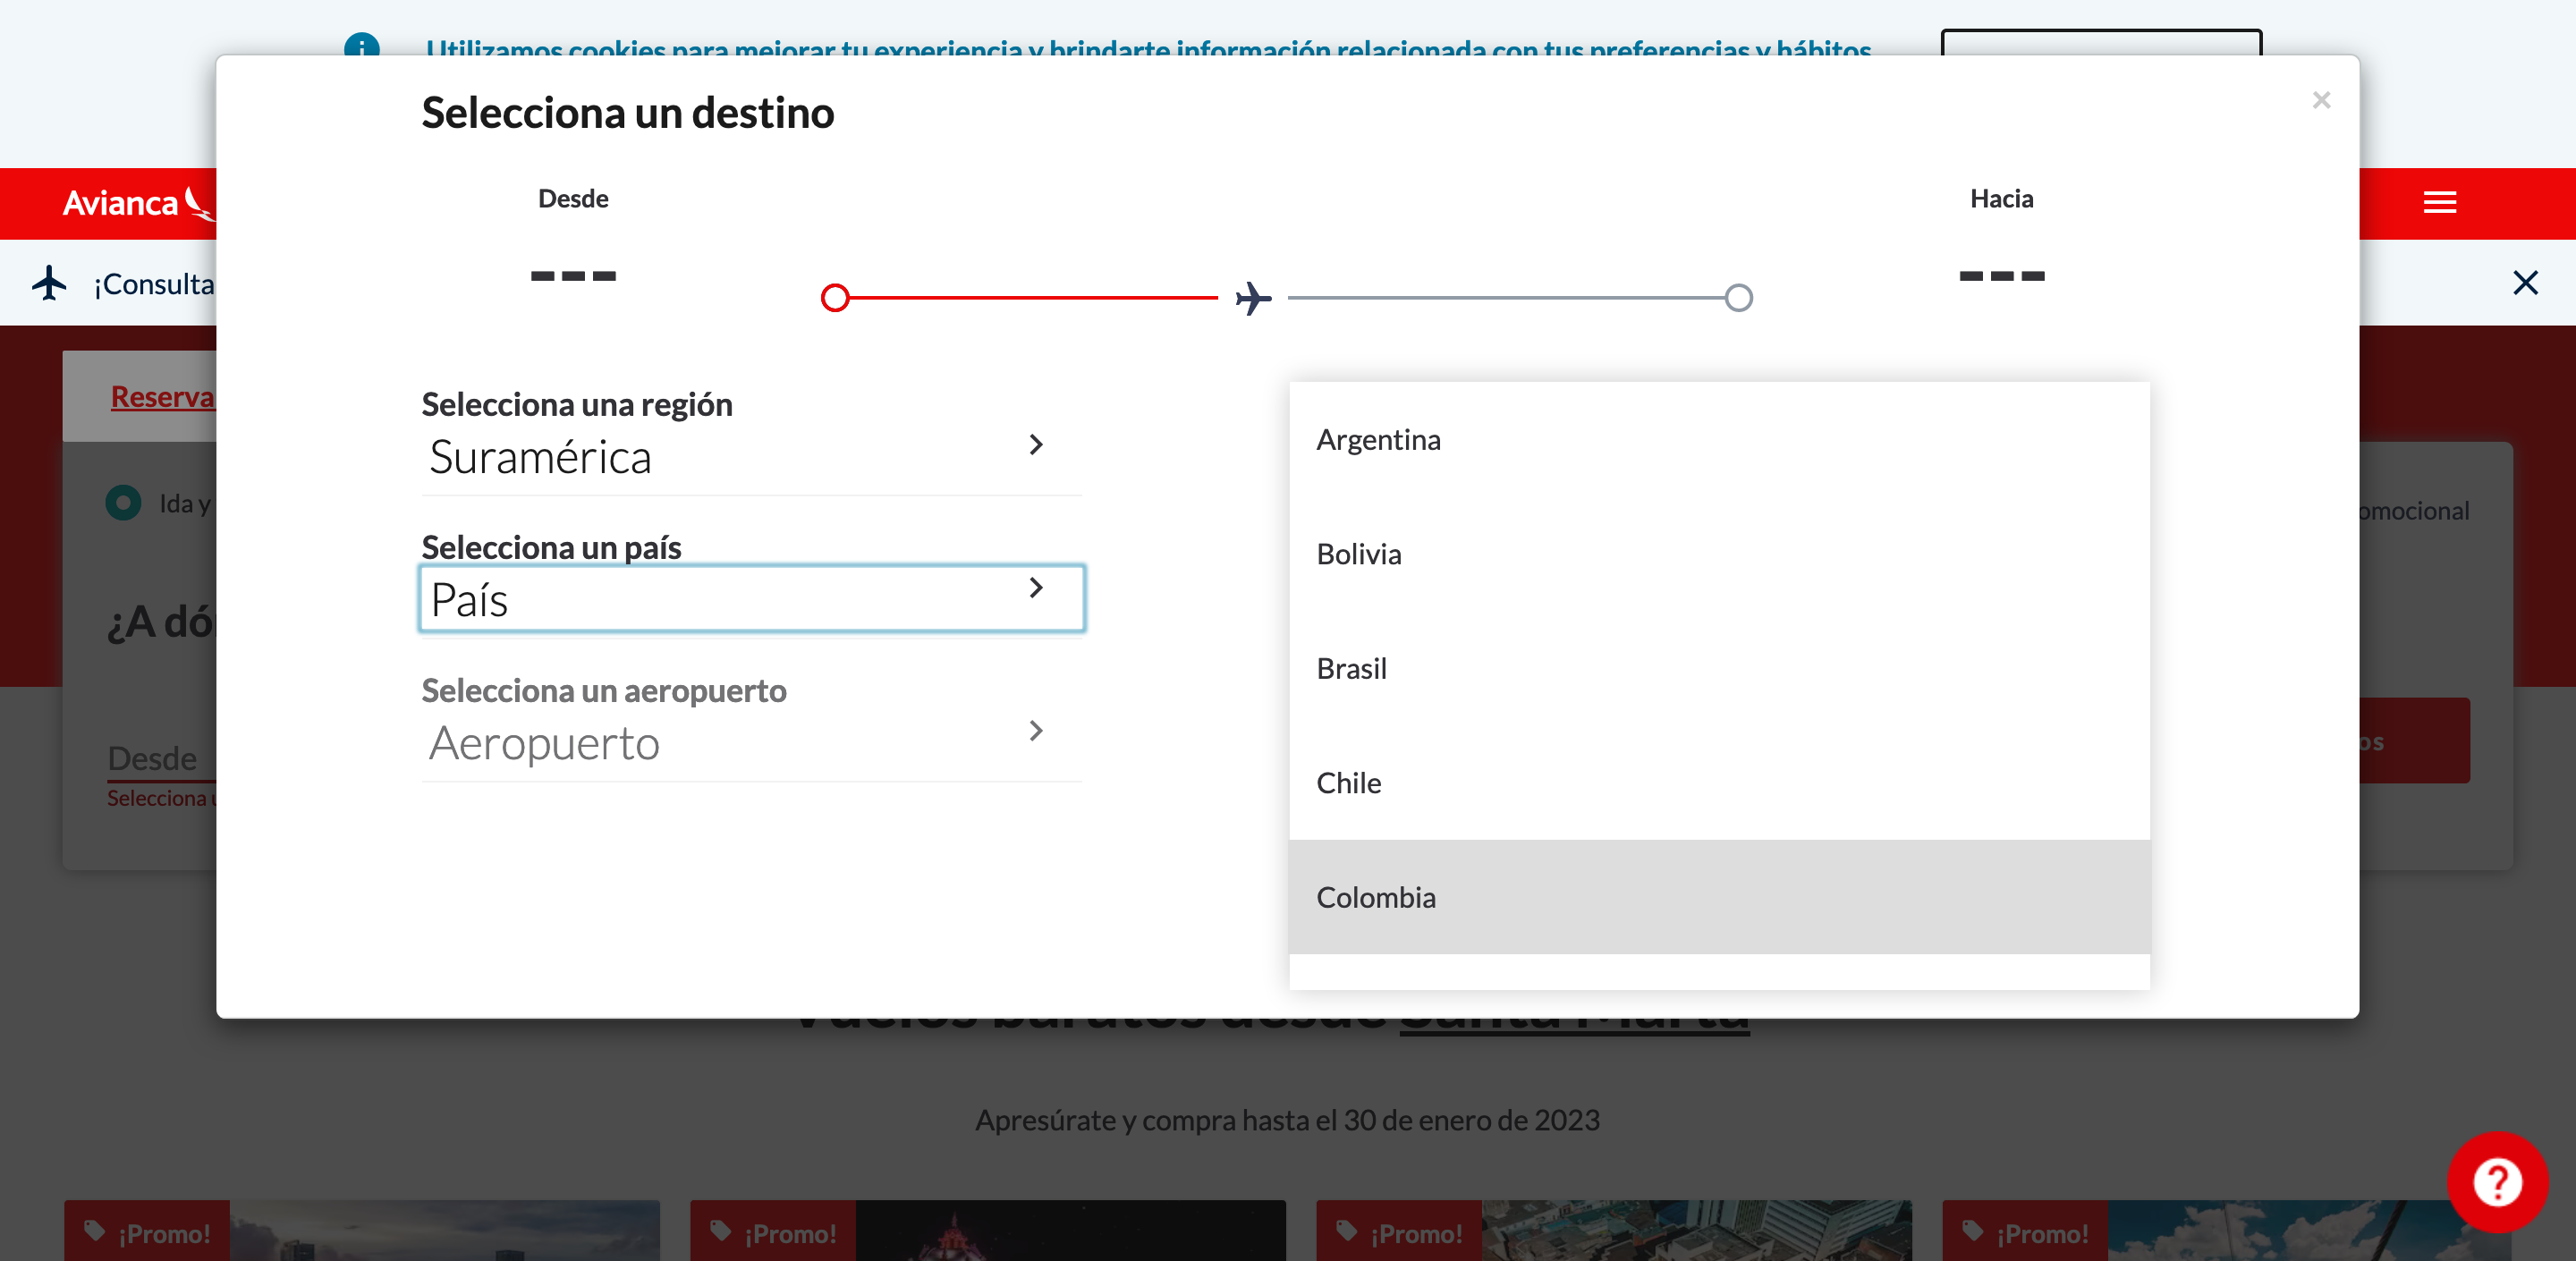 Utilizamos cookies para mejorar tu experiencia y brindarte información relacionada con tus preferencias y hábitos
Selecciona un destino
×
Avianca
Desde
Hacia
---
---
¡Consulta
Reserva
Selecciona una región
Suramérica
Argentina
Ida y
omocional
Selecciona un país
País
Bolivia
¿A dó
Brasil
Selecciona un aeropuerto
Aeropuerto
Desde
os
Selecciona u
Chile
Colombia
Vuelos baratos desde Santa Marta
Apresúrate y compra hasta el 30 de enero de 2023
¡Promo!
¡Promo!
¡Promo!
¡Promo!
?